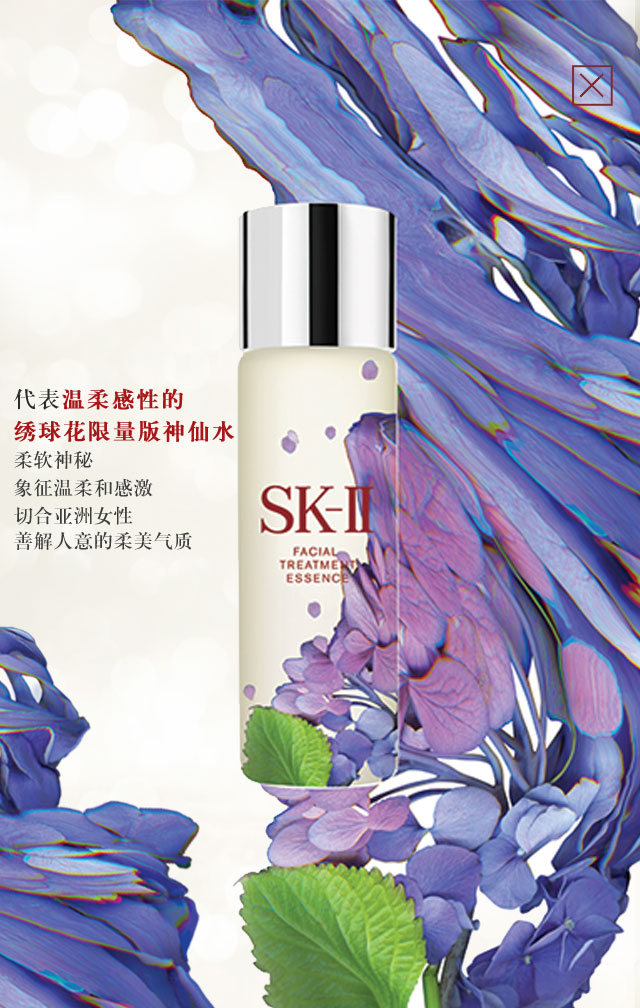 代表温柔感性的
绣球花限量版神仙水
柔软神秘
象征温柔和感激
切合亚洲女性
善解人意的柔美气质
SK-II
FACIAL
TREATMENT
ESSENCE